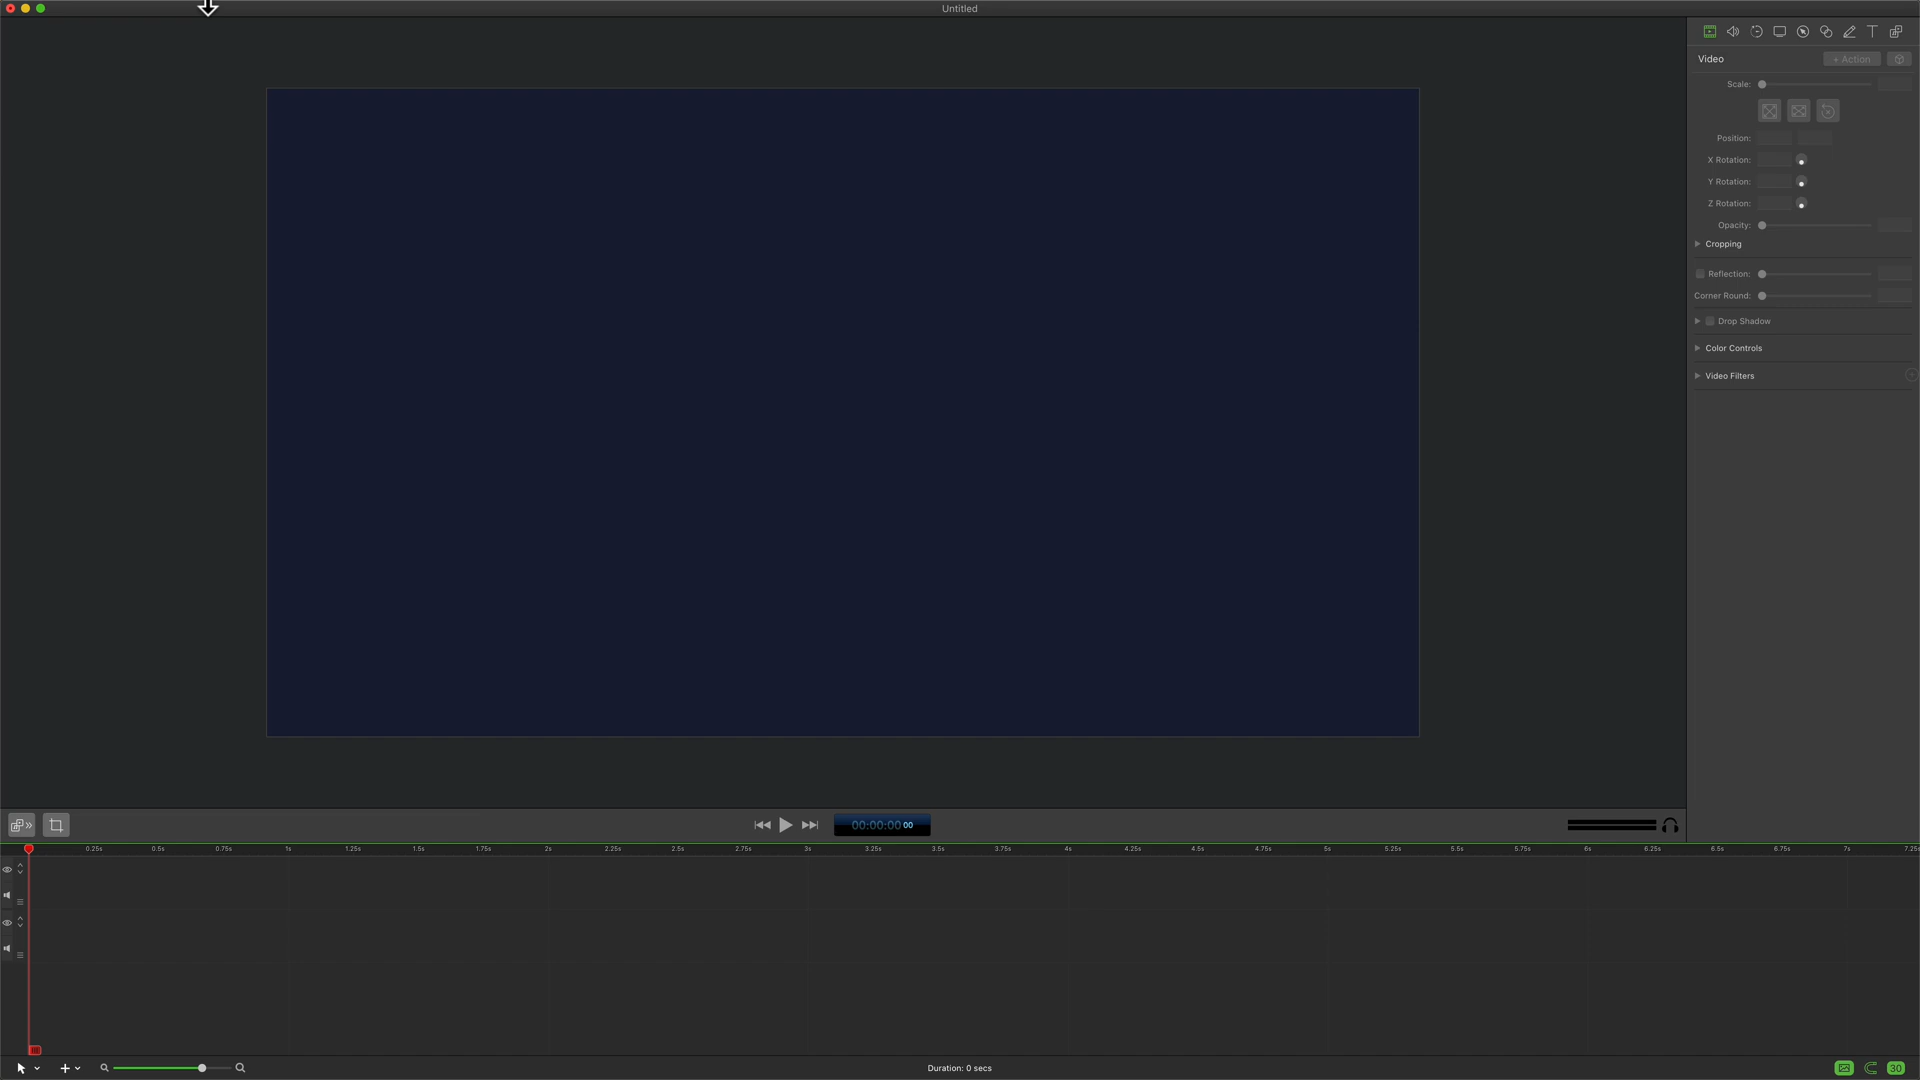 Untitled
Video
+ Action
Scale:
Position:
X Rotation:
Y Rotation:
Z Rotation:
Opacity:
Cropping
Reflection:
Corner Round:
Drop Shadow
Color Controls
Video Filters
00:00:00 00
0.25s 0.5s 0.75s 1s 1.25s 1.5s 1.75s 2s 2.25s 2.5s 2.75s 3s 3.25s 3.5s 3.75s 4s 4.25s 4.5s 4.75s 5s 5.25s 5.5s 5.75s 6s 6.25s 6.5s 6.75s 7s 7.25s
Duration: 0 secs
30